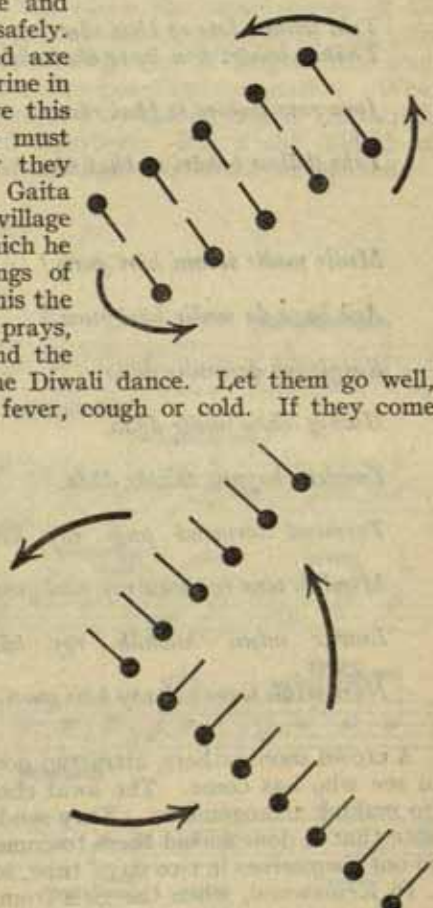 e and
safely.
d axe
rine in
e this
must
they
Gaita
village
hich he
ngs of
his the
prays,
nd the
ne Diwali dance. Let them go well,
fever, cough or cold. If they come